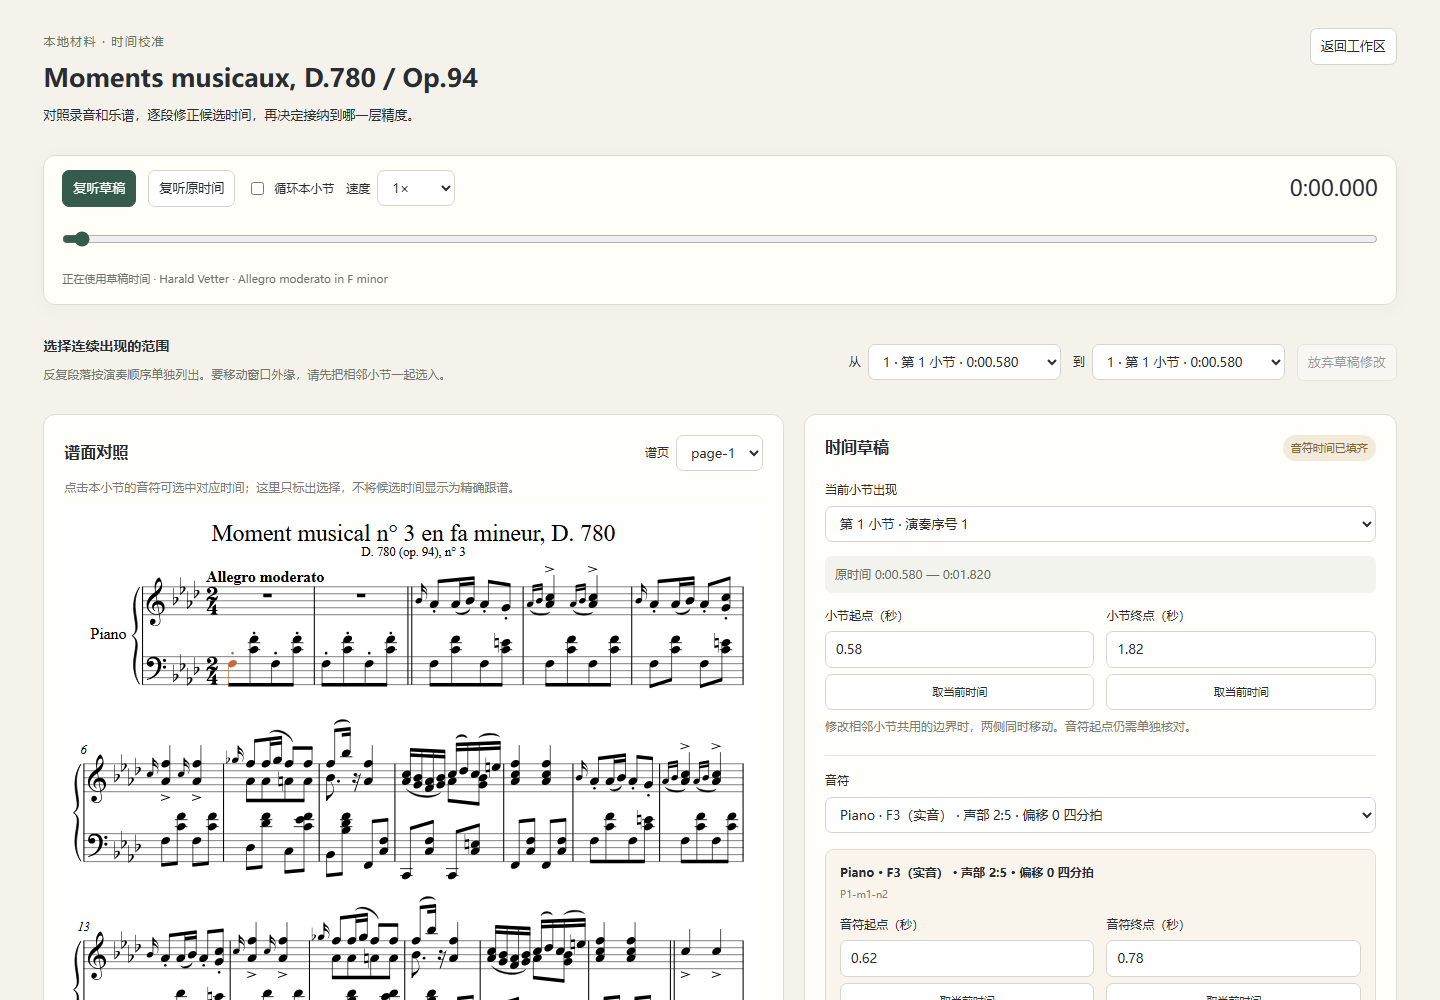 本地材料 · 时间校准
返回工作区
Moments musicaux, D.780 / Op.94
对照录音和乐谱，逐段修正候选时间，再决定接纳到哪一层精度。
复听草稿 复听原时间 循环本小节 速度 1× 0:00.000
正在使用草稿时间 · Harald Vetter · Allegro moderato in F minor
选择连续出现的范围
反复段落按演奏顺序单独列出。要移动窗口外缘，请先把相邻小节一起选入。
从 1 · 第 1 小节 · 0:00.580 到 1 · 第 1 小节 · 0:00.580 放弃草稿修改
谱面对照
谱页 page-1
点击本小节的音符可选中对应时间；这里只标出选择，不将候选时间显示为精确跟谱。
Moment musical n° 3 en fa mineur, D. 780
D. 780 (op. 94), n° 3
Allegro moderato
2 4
Piano
2 4
6
13
时间草稿
音符时间已填齐
当前小节出现
第 1 小节 · 演奏序号 1
原时间 0:00.580 — 0:01.820
小节起点（秒） 小节终点（秒）
0.58 1.82
取当前时间 取当前时间
修改相邻小节共用的边界时，两侧同时移动。音符起点仍需单独核对。
音符
Piano · F3（实音） · 声部 2:5 · 偏移 0 四分拍
Piano • F3（实音） • 声部 2:5 • 偏移 0 四分拍
P1-m1-n2
音符起点（秒） 音符终点（秒）
0.62 0.78
取当前时间 取当前时间